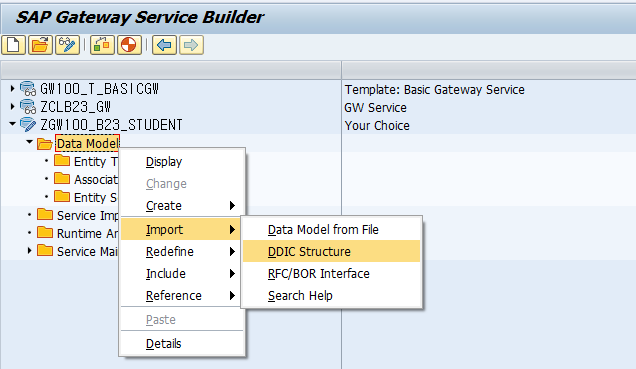 SAP Gateway Service Builder
GW100_T_BASICGW Template: Basic Gateway Service
ZCLB23_GW GW Service
ZGW100_B23_STUDENT Your Choice
Data Model
Entity T
Associat
Entity S
Service Imp
Runtime Ar
Service Mai
Display
Change
Create
Import
Redefine
Include
Reference
Paste
Details
Data Model from File
DDIC Structure
RFC/BOR Interface
Search Help